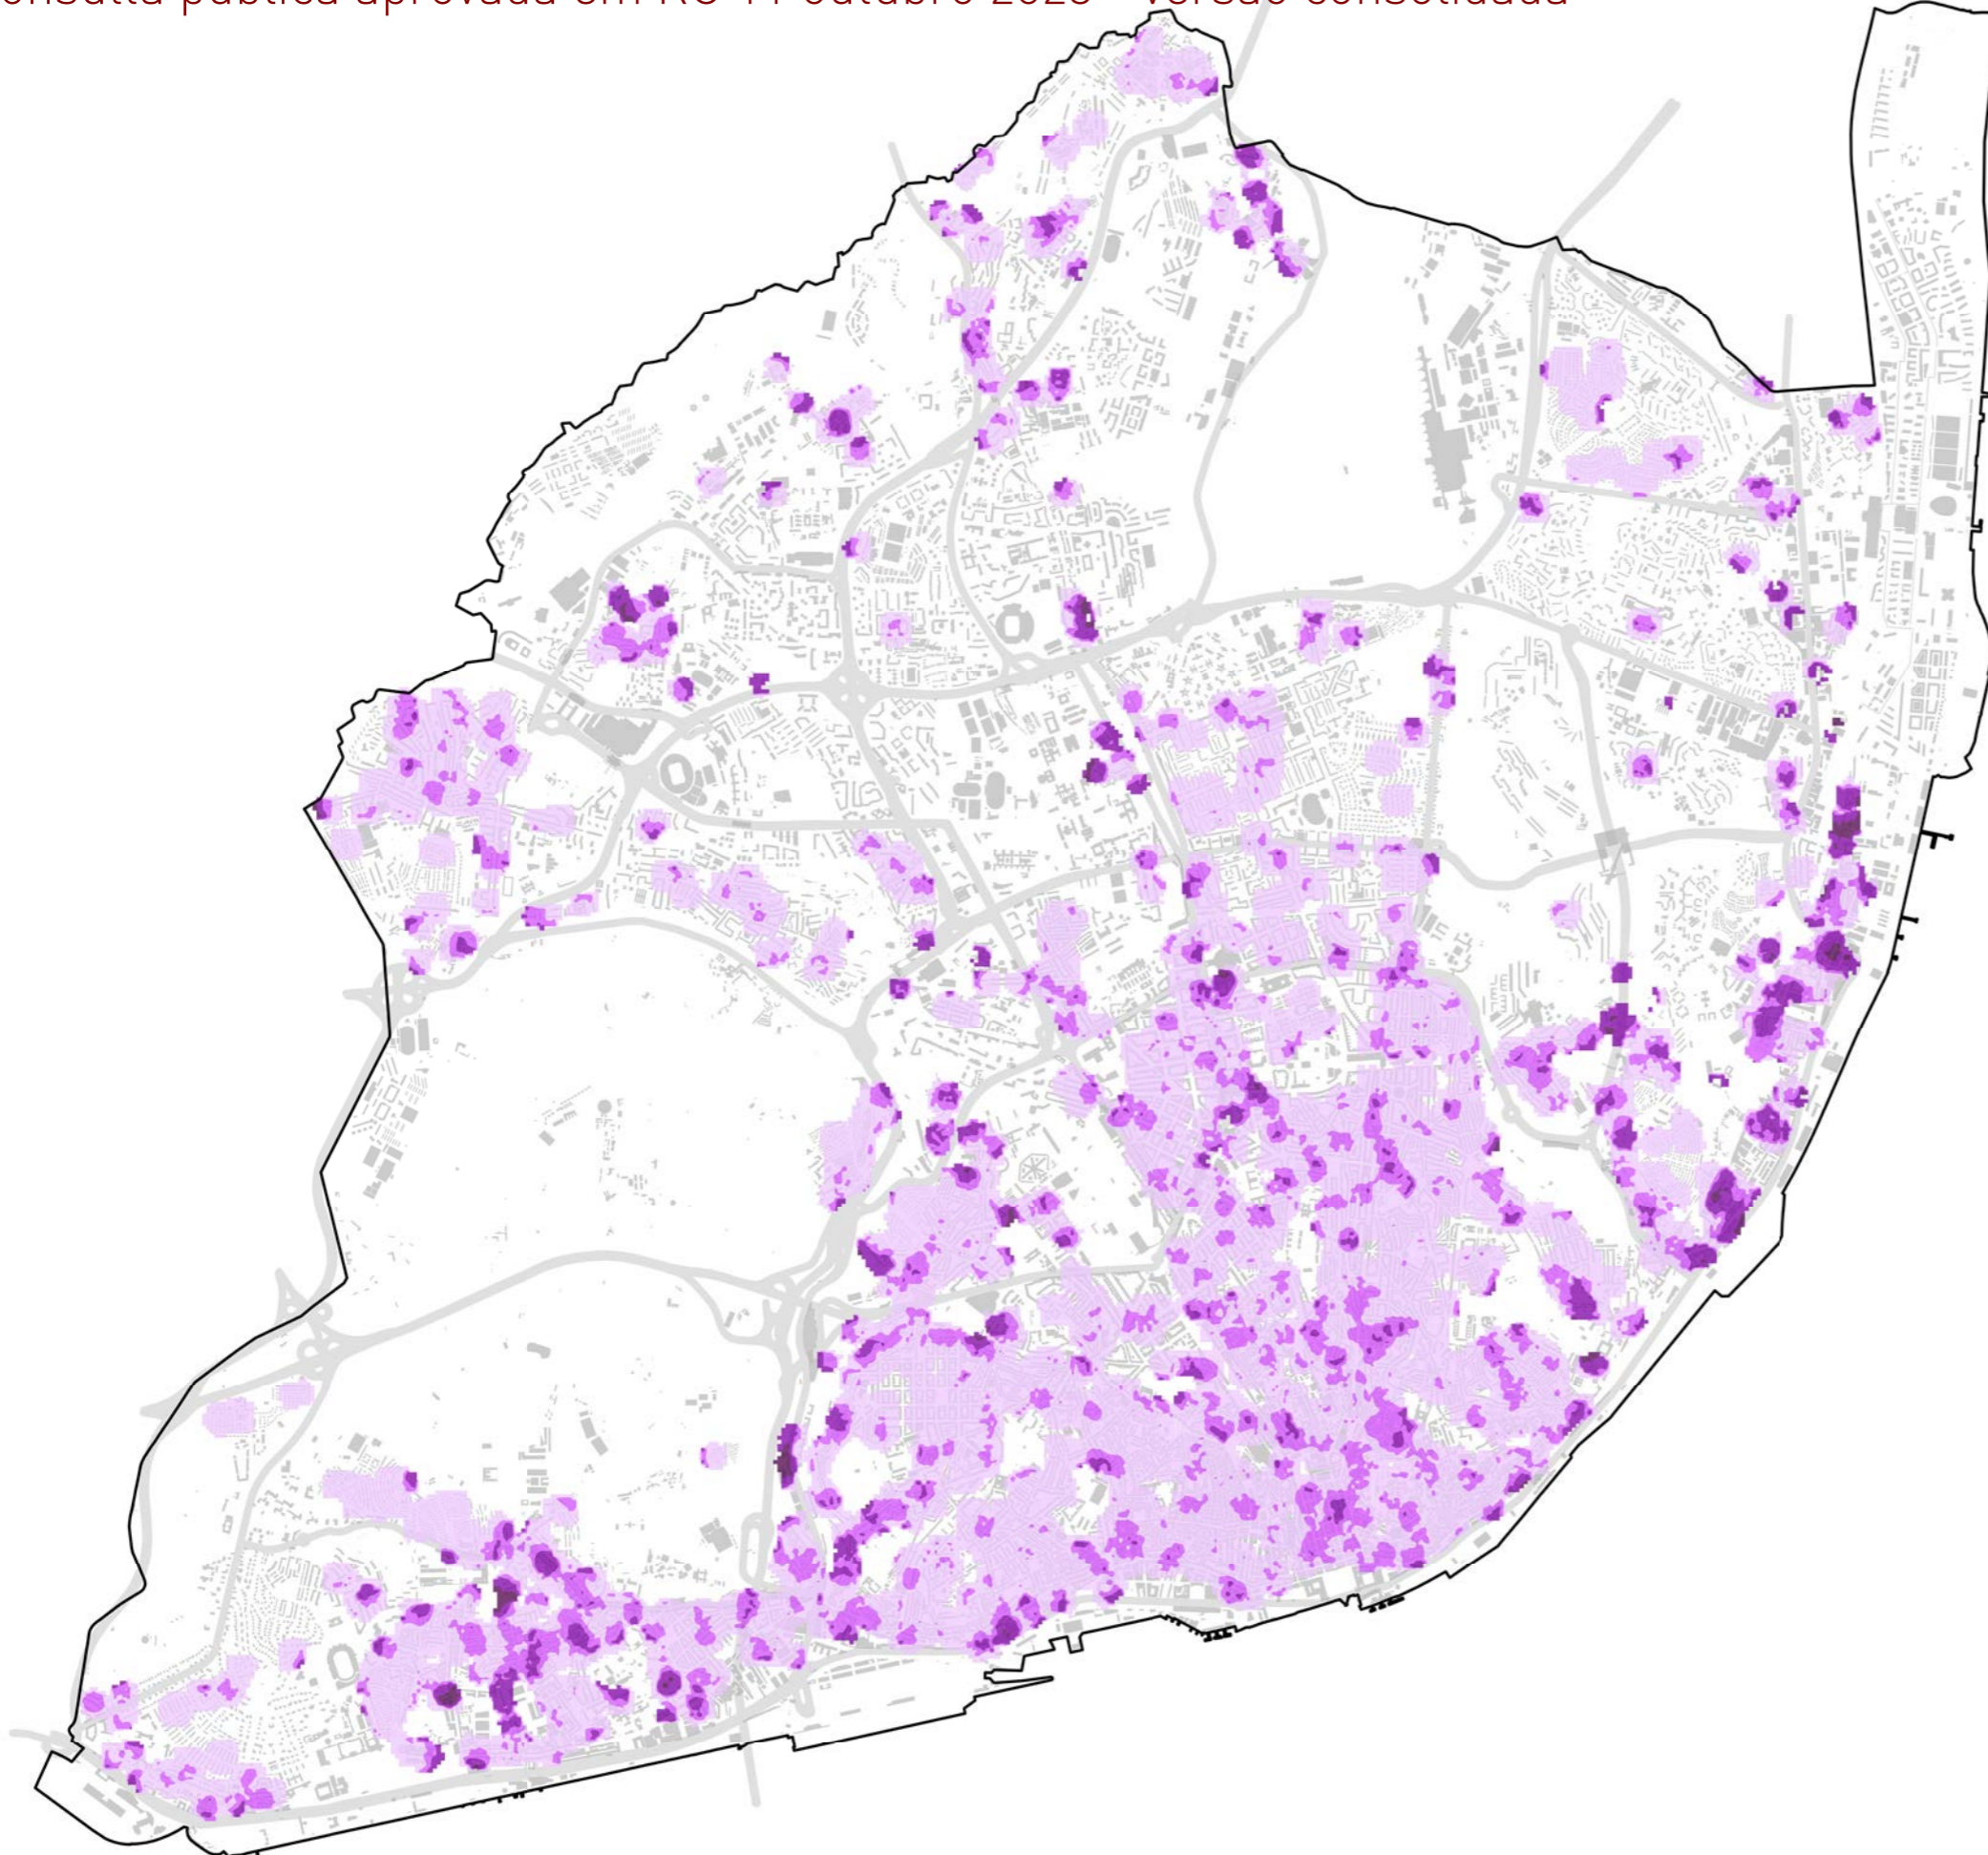 onsulta pública aprovada em RC 11 outubro 2023 - versão consolidada